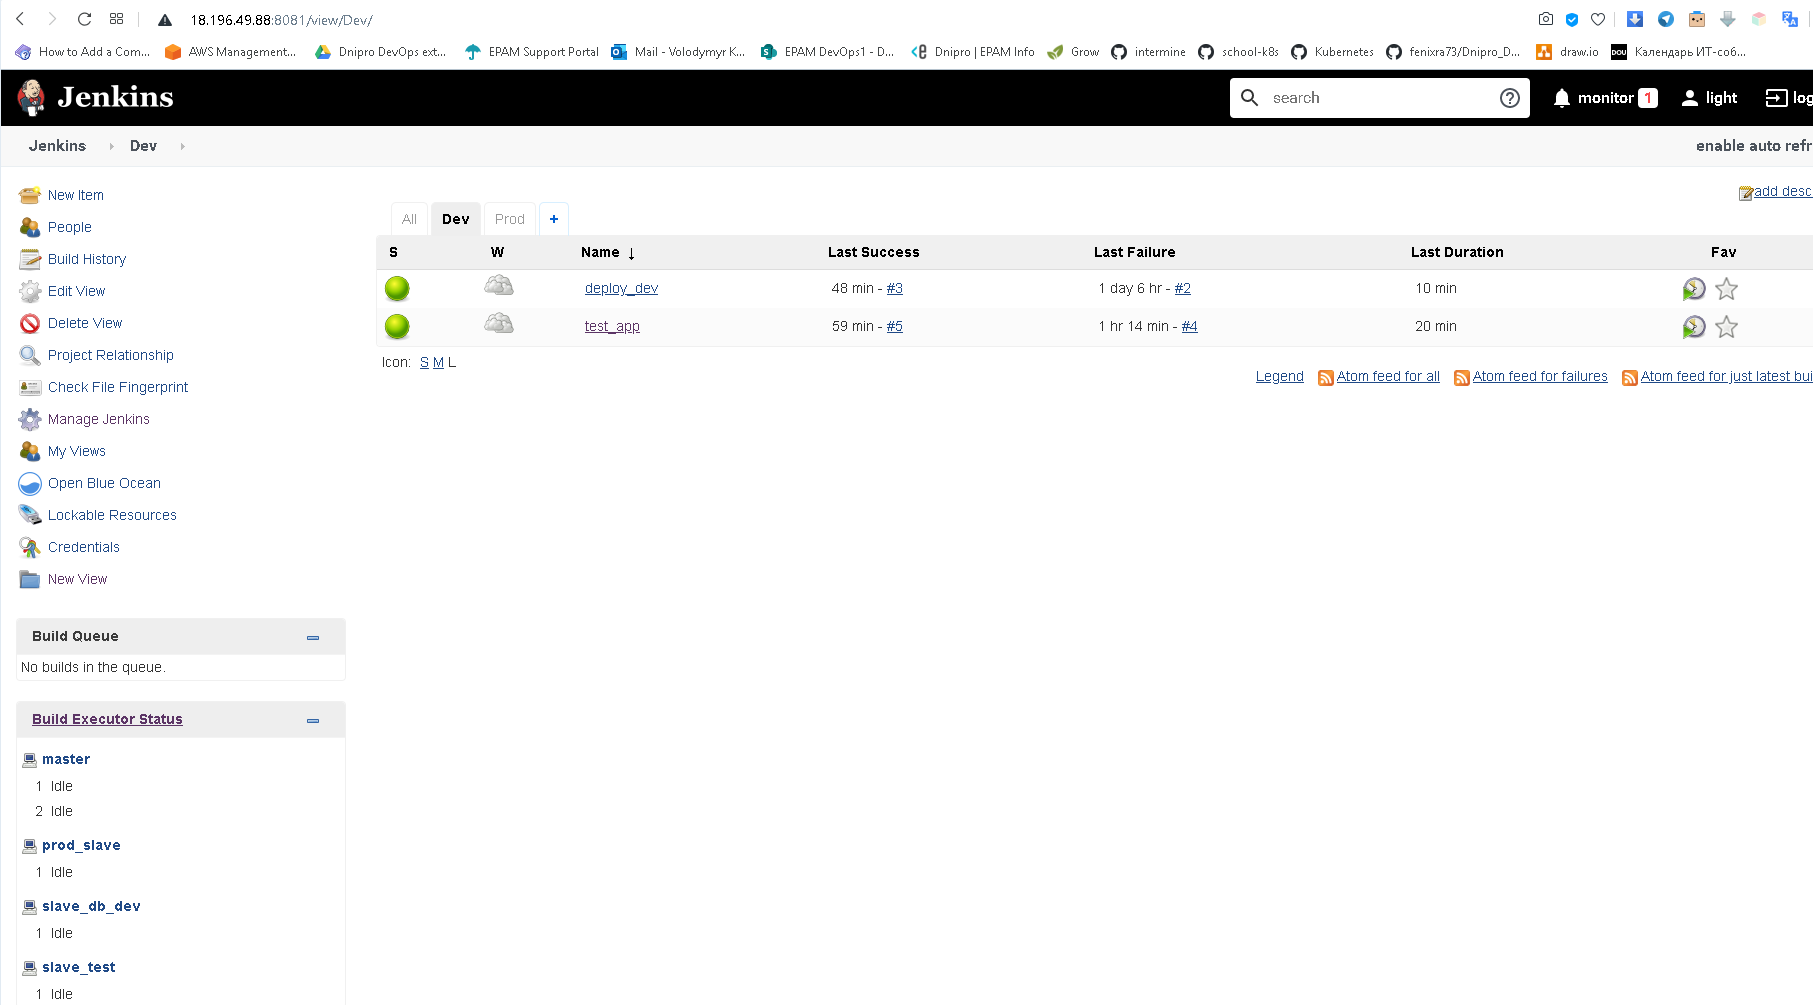 18.196.49.88:8081/view/Dev/
How to Add a Com... AWS Management... Dnipro DevOps ext... EPAM Support Portal Mail - Volodymyr K... EPAM DevOps1 - D... Dnipro | EPAM Info Grow intermine school-k8s Kubernetes fenixra73/Dnipro_D... draw.io DOU Календарь ИТ-соб...
Jenkins search monitor 1 light log
Jenkins Dev enable auto refr
add desc
New Item
People
Build History
Edit View
Delete View
Project Relationship
Check File Fingerprint
Manage Jenkins
My Views
Open Blue Ocean
Lockable Resources
Credentials
New View
Build Queue
No builds in the queue.
Build Executor Status
master
1 Idle
2 Idle
prod_slave
1 Idle
slave_db_dev
1 Idle
slave_test
1 Idle
All Dev Prod +
S W Name ↓ Last Success Last Failure Last Duration Fav
deploy_dev 48 min - #3 1 day 6 hr - #2 10 min
test_app 59 min - #5 1 hr 14 min - #4 20 min
Icon: S M L
Legend Atom feed for all Atom feed for failures Atom feed for just latest bui